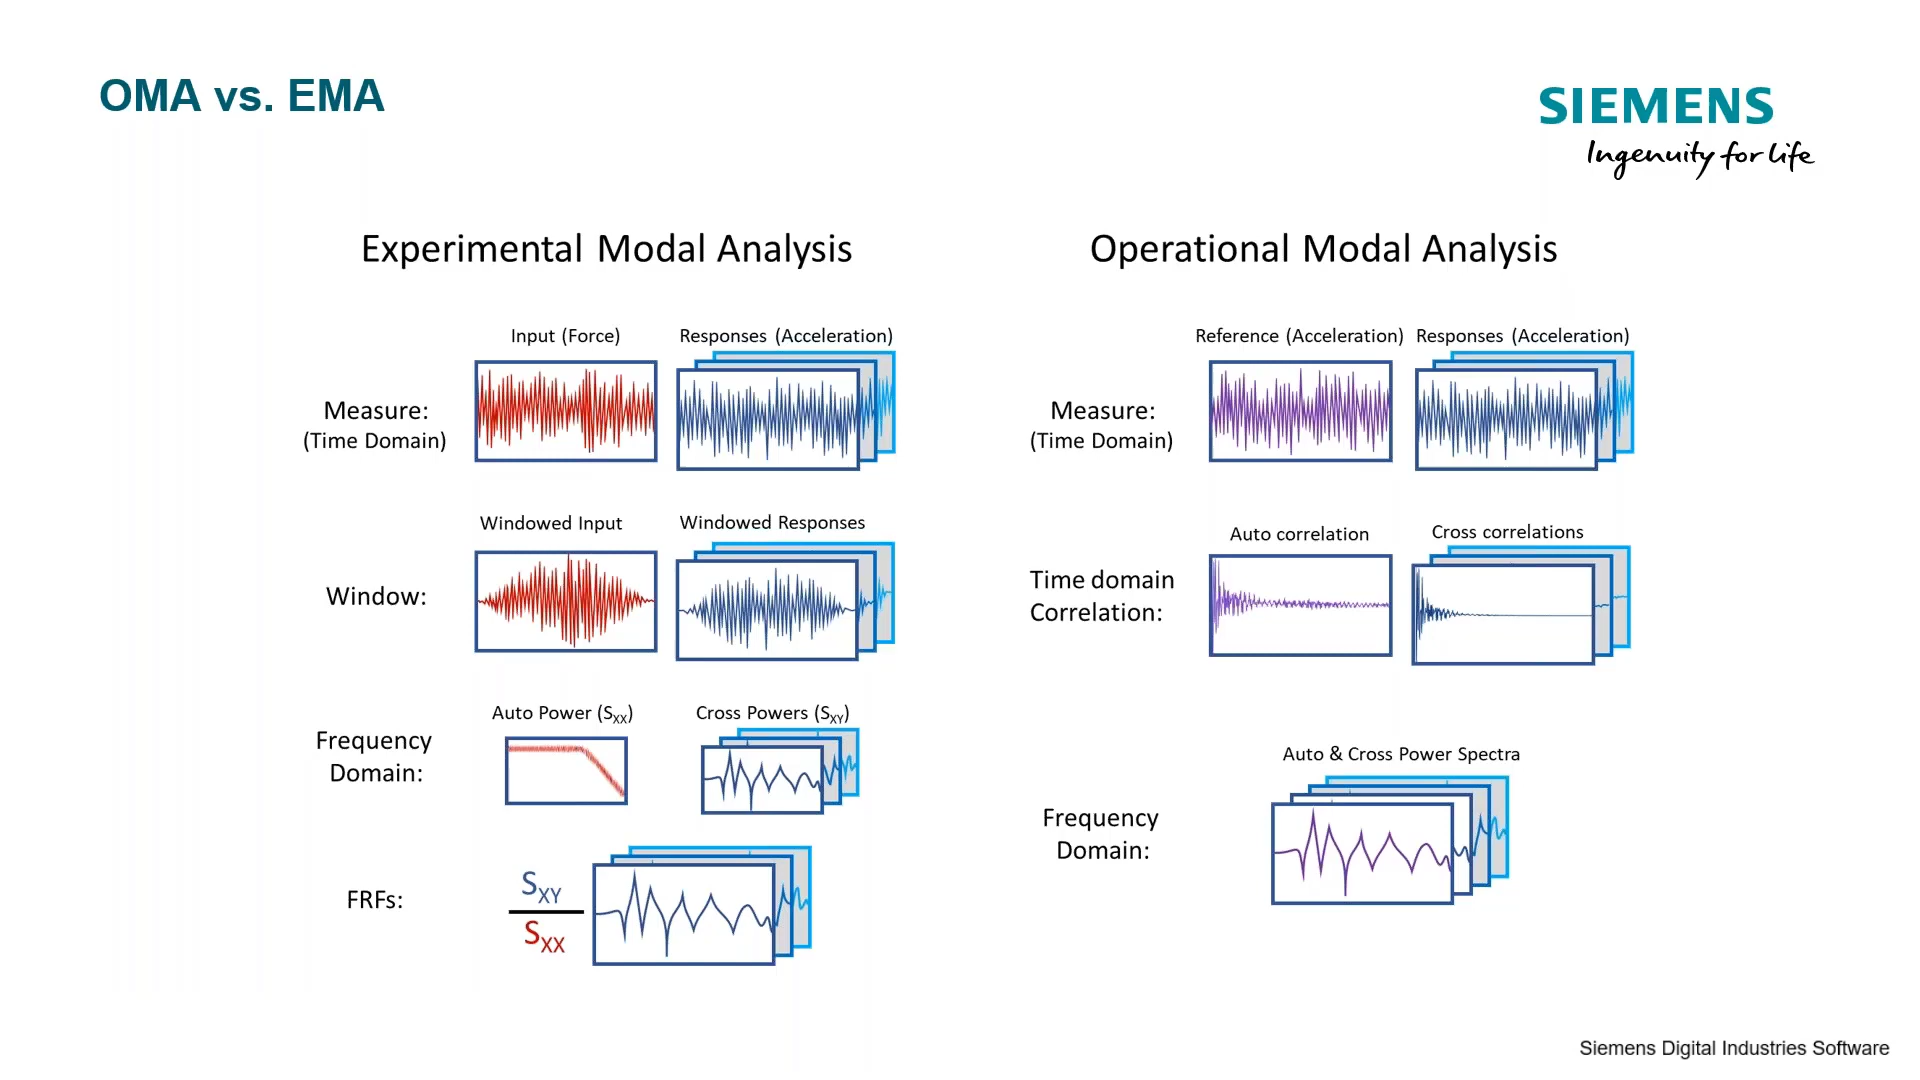 OMA vs. EMA
SIEMENS
Ingenuity for life
Experimental Modal Analysis
Input (Force)
Responses (Acceleration)
Measure:
(Time Domain)
Windowed Input
Windowed Responses
Window:
Auto Power (SXX)
Cross Powers (SXY)
Frequency
Domain:
FRFs:
SXY
SXX
Operational Modal Analysis
Reference (Acceleration)
Responses (Acceleration)
Measure:
(Time Domain)
Auto correlation
Cross correlations
Time domain
Correlation:
Auto & Cross Power Spectra
Frequency
Domain:
Siemens Digital Industries Software